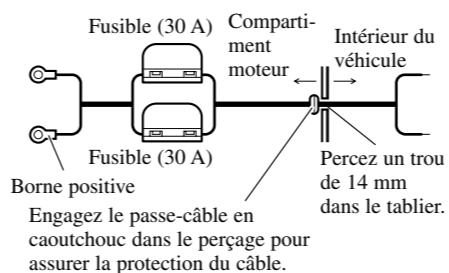 Fusible (30 A)
Comparti-
ment
moteur
Intérieur du
véhicule
Fusible (30 A)
Borne positive
Percez un trou
de 14 mm
dans le tablier.
Engagez le passe-câble en
caoutchouc dans le perçage pour
assurer la protection du câble.